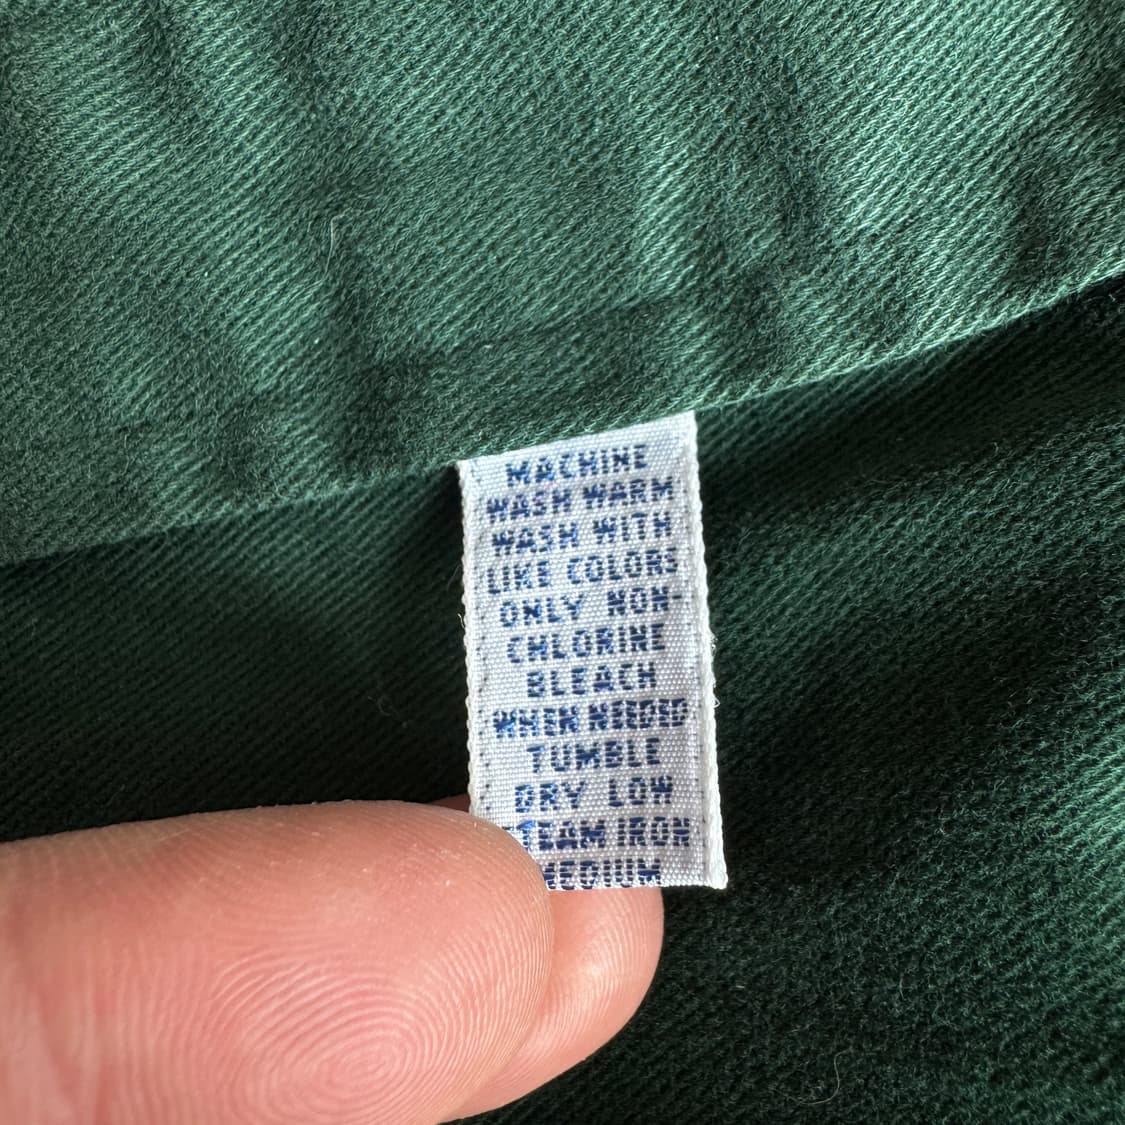 MACHINE
WASH WARM
WASH WITH
LIKE COLORS
ONLY NON-
CHLORINE
BLEACH
WHEN NEEDED
TUMBLE
DRY LOW
STEAM IRON
MEDIUM